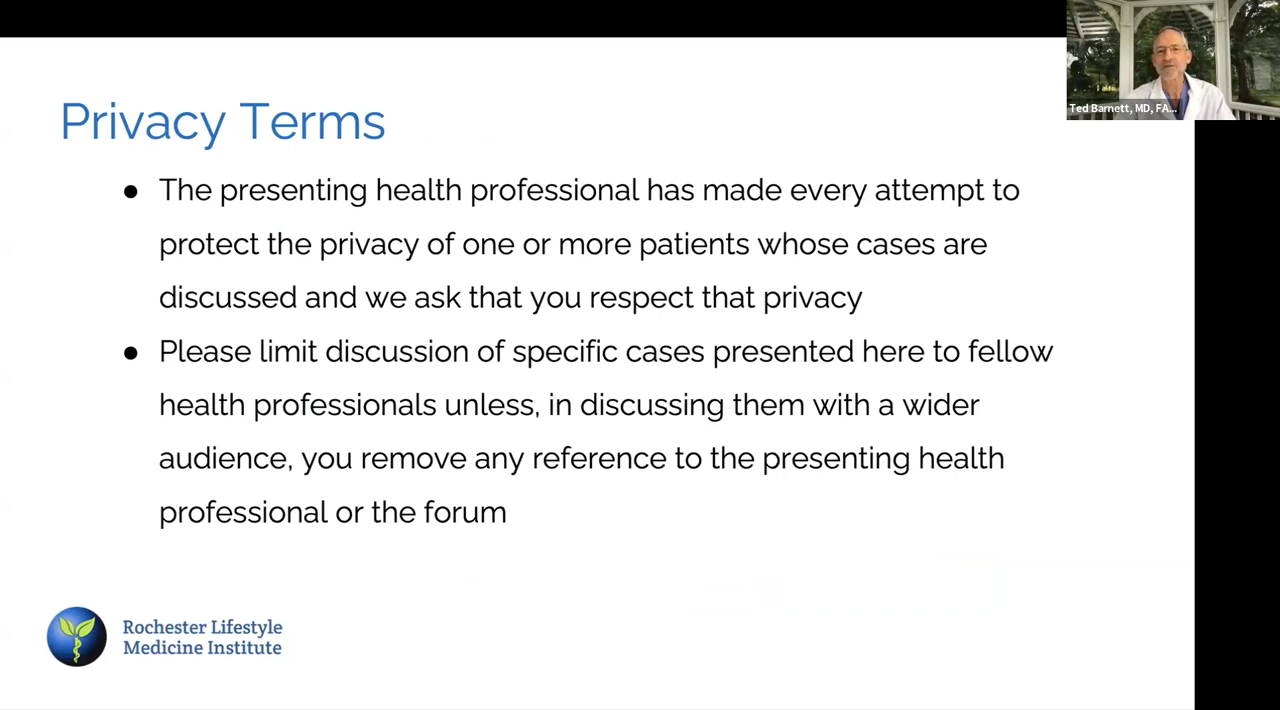 Ted Barnett, MD, FA...
Privacy Terms
● The presenting health professional has made every attempt to
protect the privacy of one or more patients whose cases are
discussed and we ask that you respect that privacy
● Please limit discussion of specific cases presented here to fellow
health professionals unless, in discussing them with a wider
audience, you remove any reference to the presenting health
professional or the forum
Rochester Lifestyle
Medicine Institute